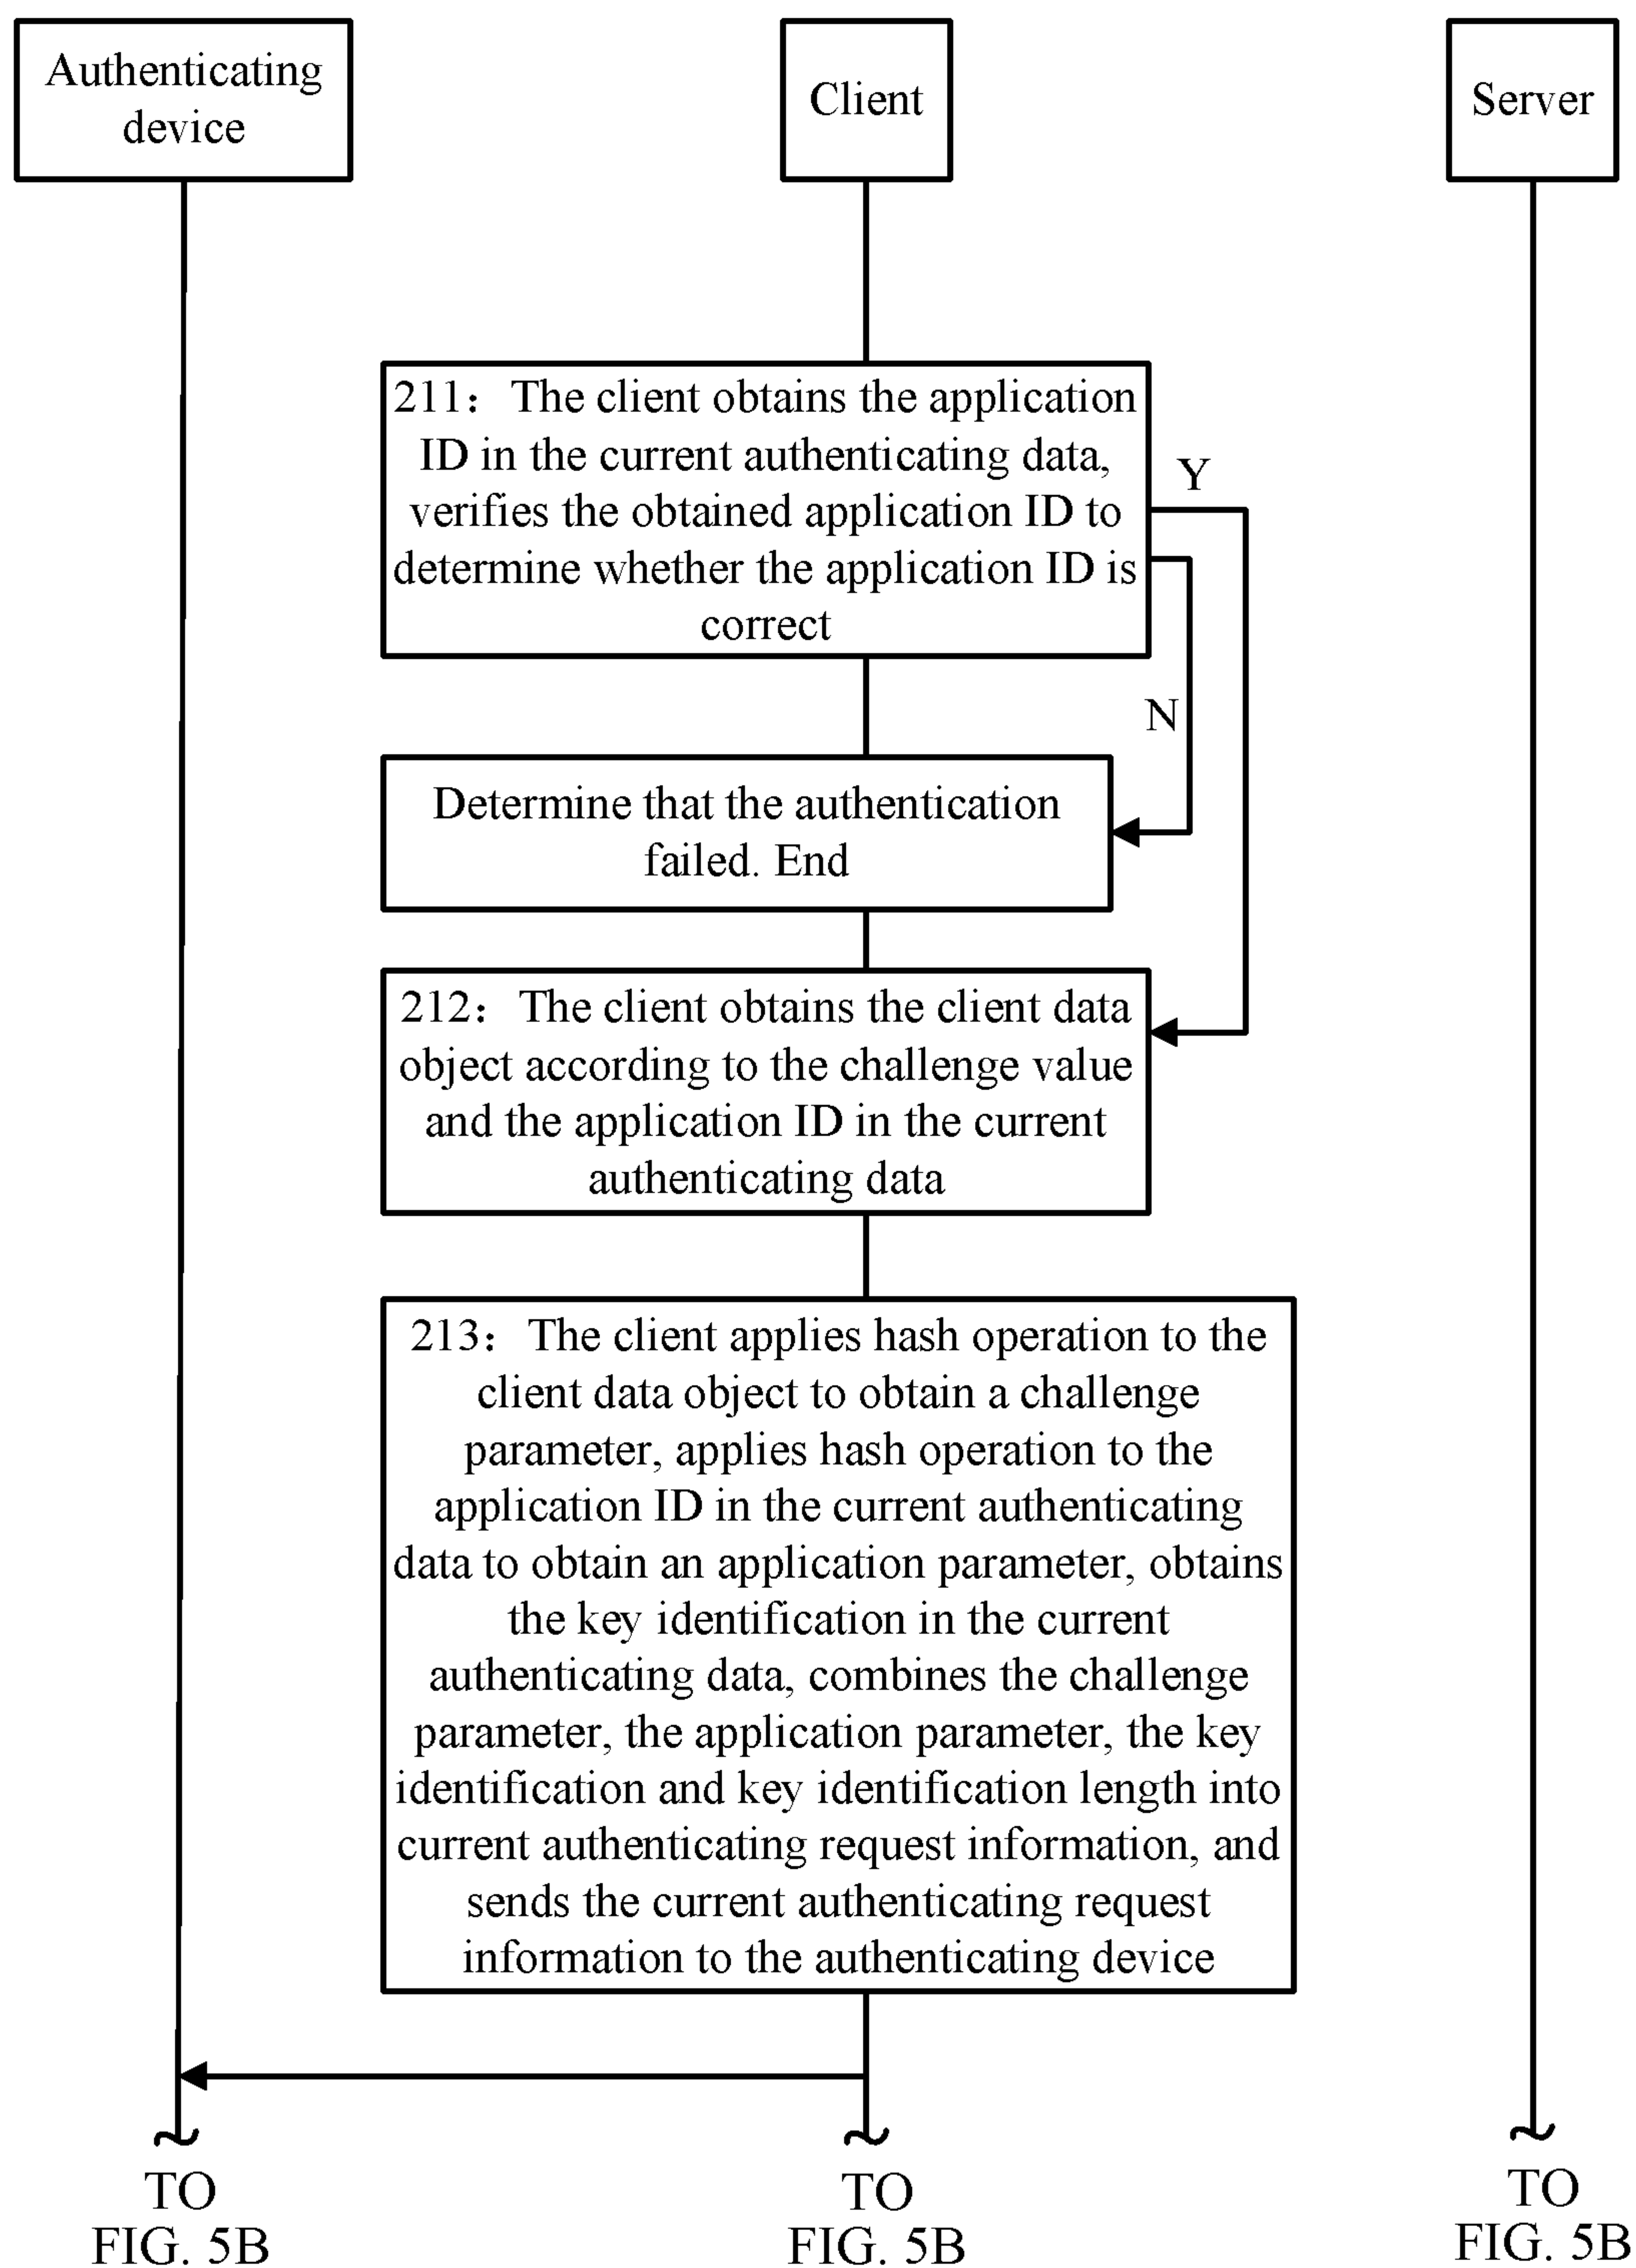 Authenticating
device
Client
Server
211：The client obtains the application
ID in the current authenticating data,
verifies the obtained application ID to
determine whether the application ID is
correct
Y
N
Determine that the authentication
failed. End
212：The client obtains the client data
object according to the challenge value
and the application ID in the current
authenticating data
213：The client applies hash operation to the
client data object to obtain a challenge
parameter, applies hash operation to the
application ID in the current authenticating
data to obtain an application parameter, obtains
the key identification in the current
authenticating data, combines the challenge
parameter, the application parameter, the key
identification and key identification length into
current authenticating request information, and
sends the current authenticating request
information to the authenticating device
TO
FIG. 5B
TO
FIG. 5B
TO
FIG. 5B